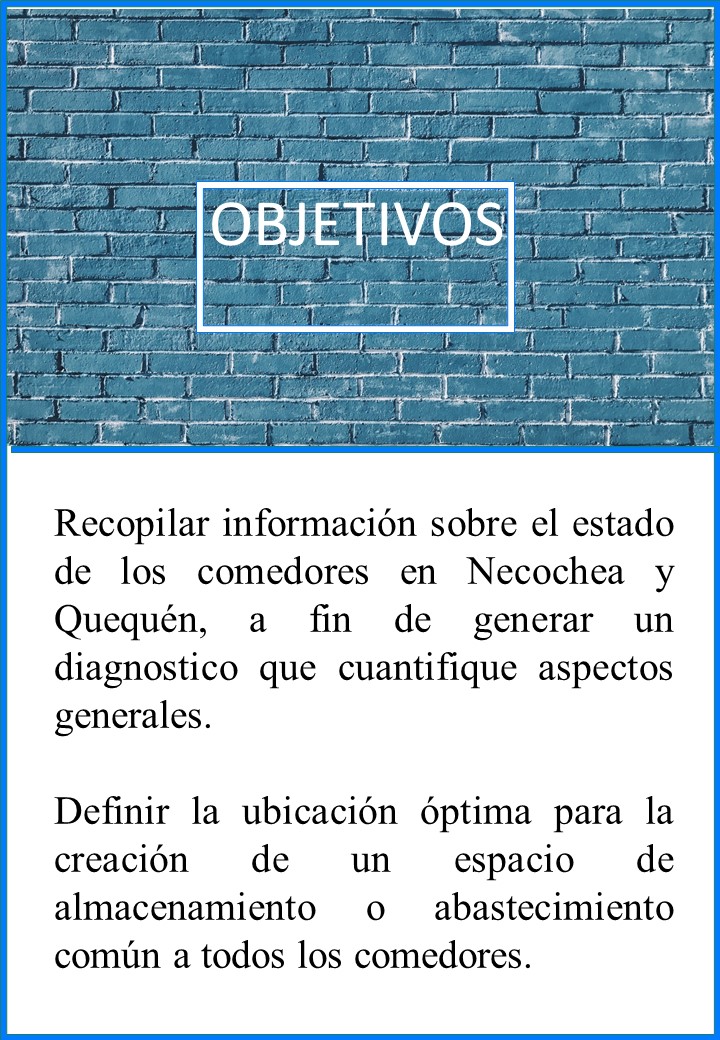 OBJETIVOS
Recopilar información sobre el estado
de los comedores en Necochea y
Quequén, a fin de generar un
diagnostico que cuantifique aspectos
generales.
Definir la ubicación óptima para la
creación de un espacio de
almacenamiento o abastecimiento
común a todos los comedores.